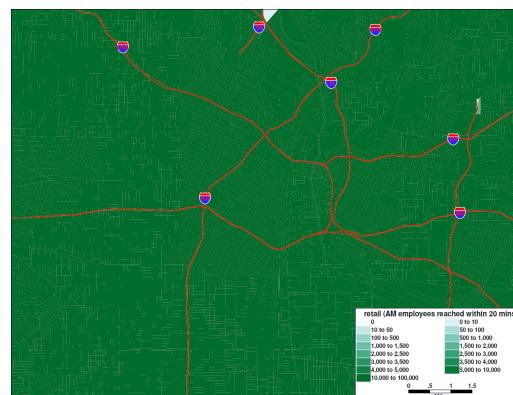 retail (AM employees reached within 20 mins
0 0 to 10
10 to 50 50 to 100
100 to 500 500 to 1,000
1,000 to 1,500 1,500 to 2,000
2,000 to 2,500 2,500 to 3,000
3,000 to 3,500 3,500 to 4,000
4,000 to 5,000 5,000 to 10,000
10,000 to 100,000
0 .5 1 1.5